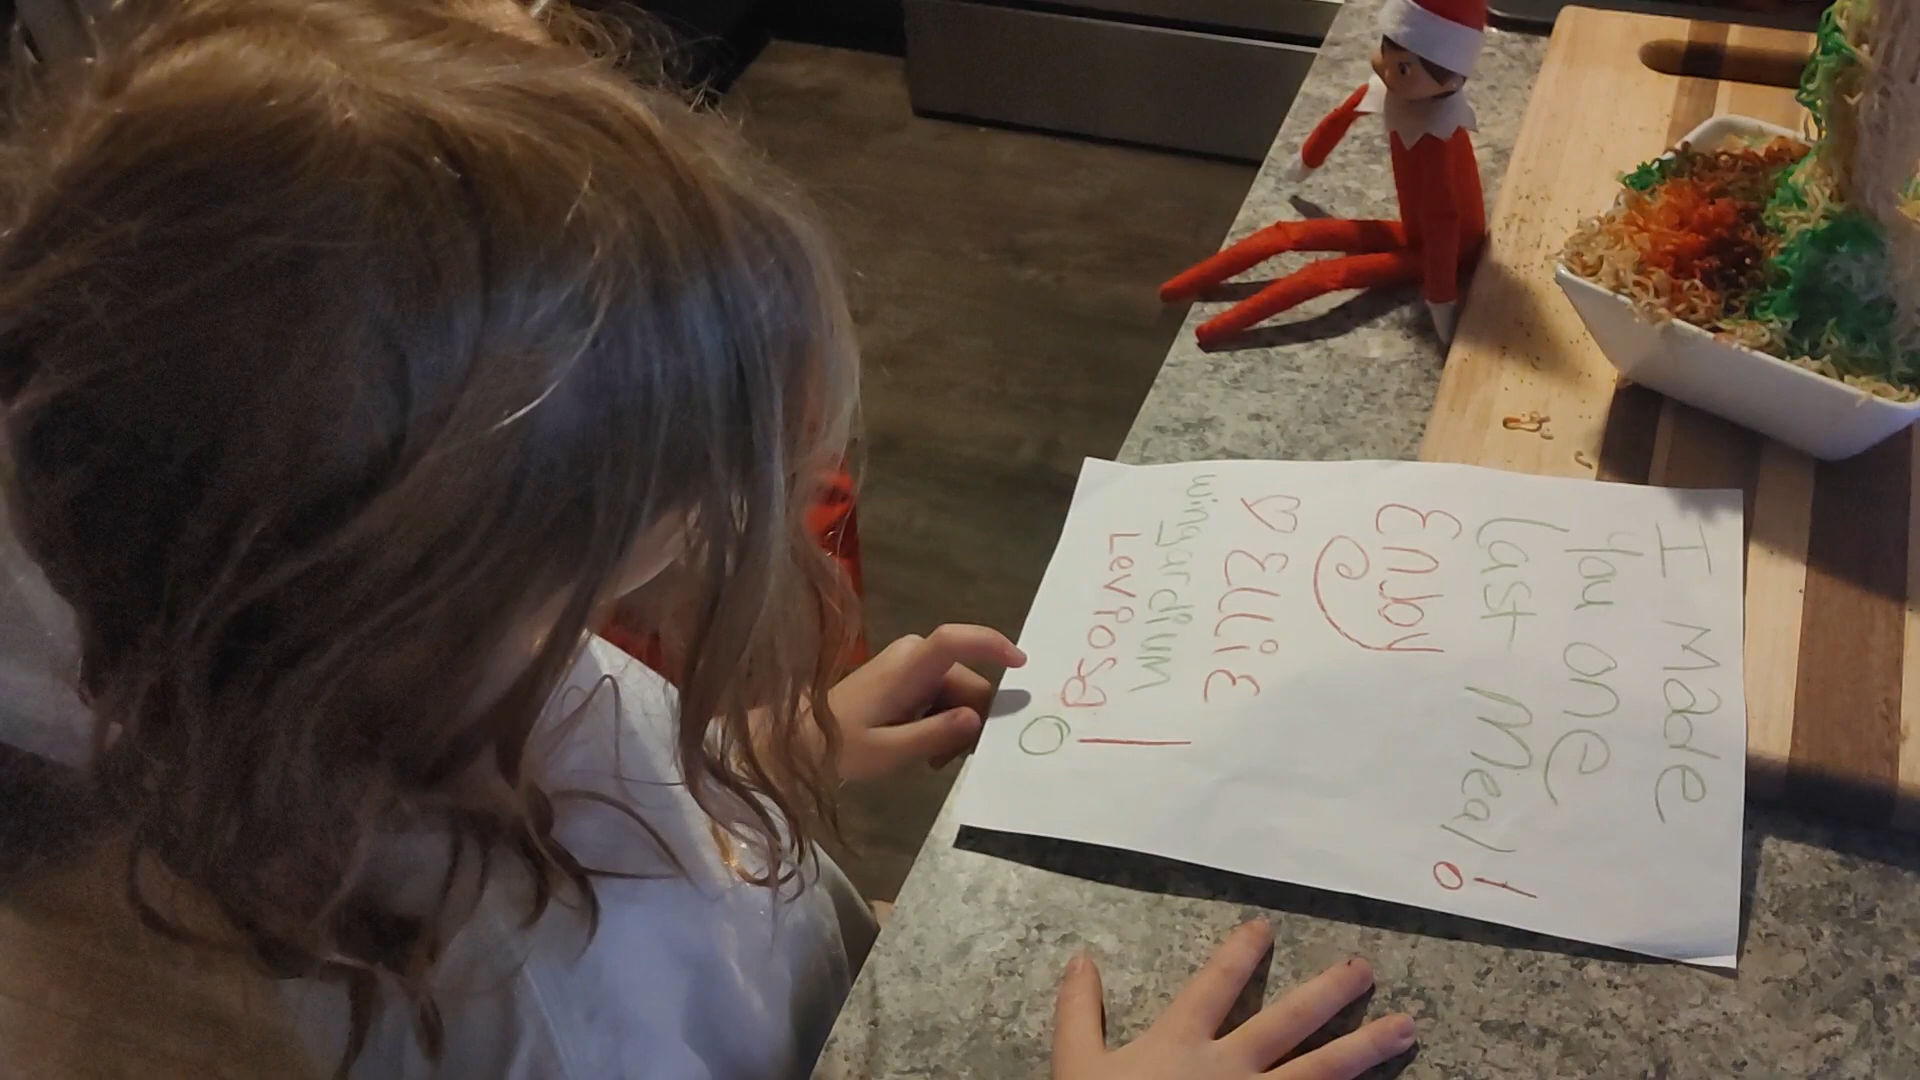 I Made
you one
Last Meal!
Enjoy
♡ ELLiE
wingardium
Leviosa!